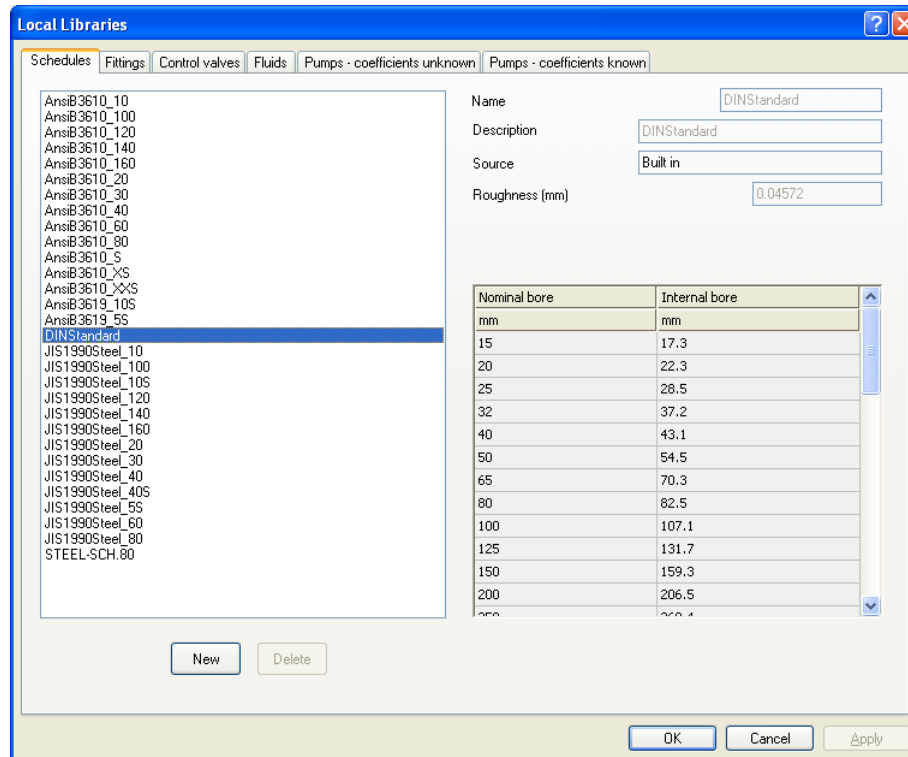 Local Libraries
Schedules Fittings Control valves Fluids Pumps - coefficients unknown Pumps - coefficients known
AnsiB3610_10
AnsiB3610_100
AnsiB3610_120
AnsiB3610_140
AnsiB3610_160
AnsiB3610_20
AnsiB3610_30
AnsiB3610_40
AnsiB3610_60
AnsiB3610_80
AnsiB3610_S
AnsiB3610_XS
AnsiB3610_XXS
AnsiB3619_10S
AnsiB3619_5S
DINStandard
JIS1990Steel_10
JIS1990Steel_100
JIS1990Steel_10S
JIS1990Steel_120
JIS1990Steel_140
JIS1990Steel_160
JIS1990Steel_20
JIS1990Steel_30
JIS1990Steel_40
JIS1990Steel_40S
JIS1990Steel_5S
JIS1990Steel_60
JIS1990Steel_80
STEEL-SCH.80
New Delete
Name DINStandard
Description DINStandard
Source Built in
Roughness (mm) 0.04572
Nominal bore Internal bore
mm mm
15 17.3
20 22.3
25 28.5
32 37.2
40 43.1
50 54.5
65 70.3
80 82.5
100 107.1
125 131.7
150 159.3
200 206.5
OK Cancel Apply